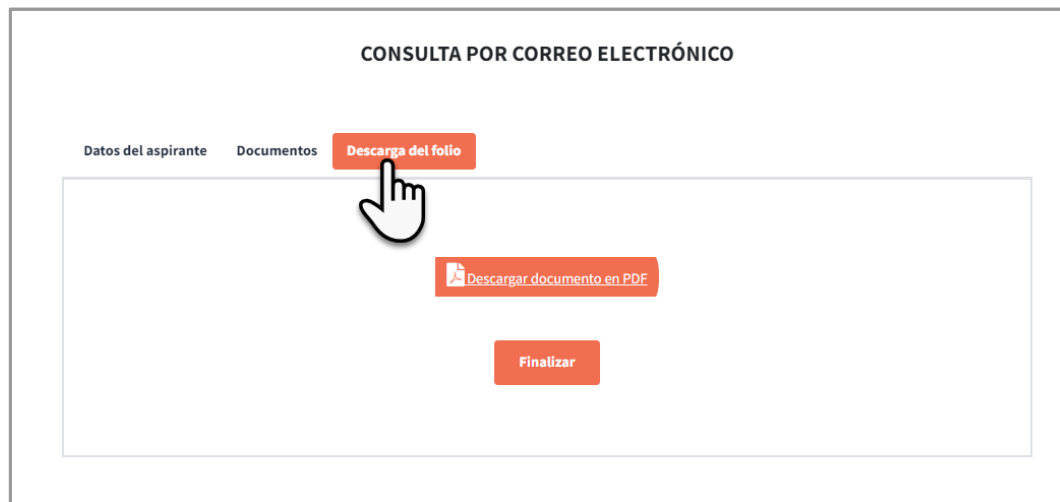 CONSULTA POR CORREO ELECTRÓNICO
Datos del aspirante Documentos Descarga del folio
Descargar documento en PDF
Finalizar